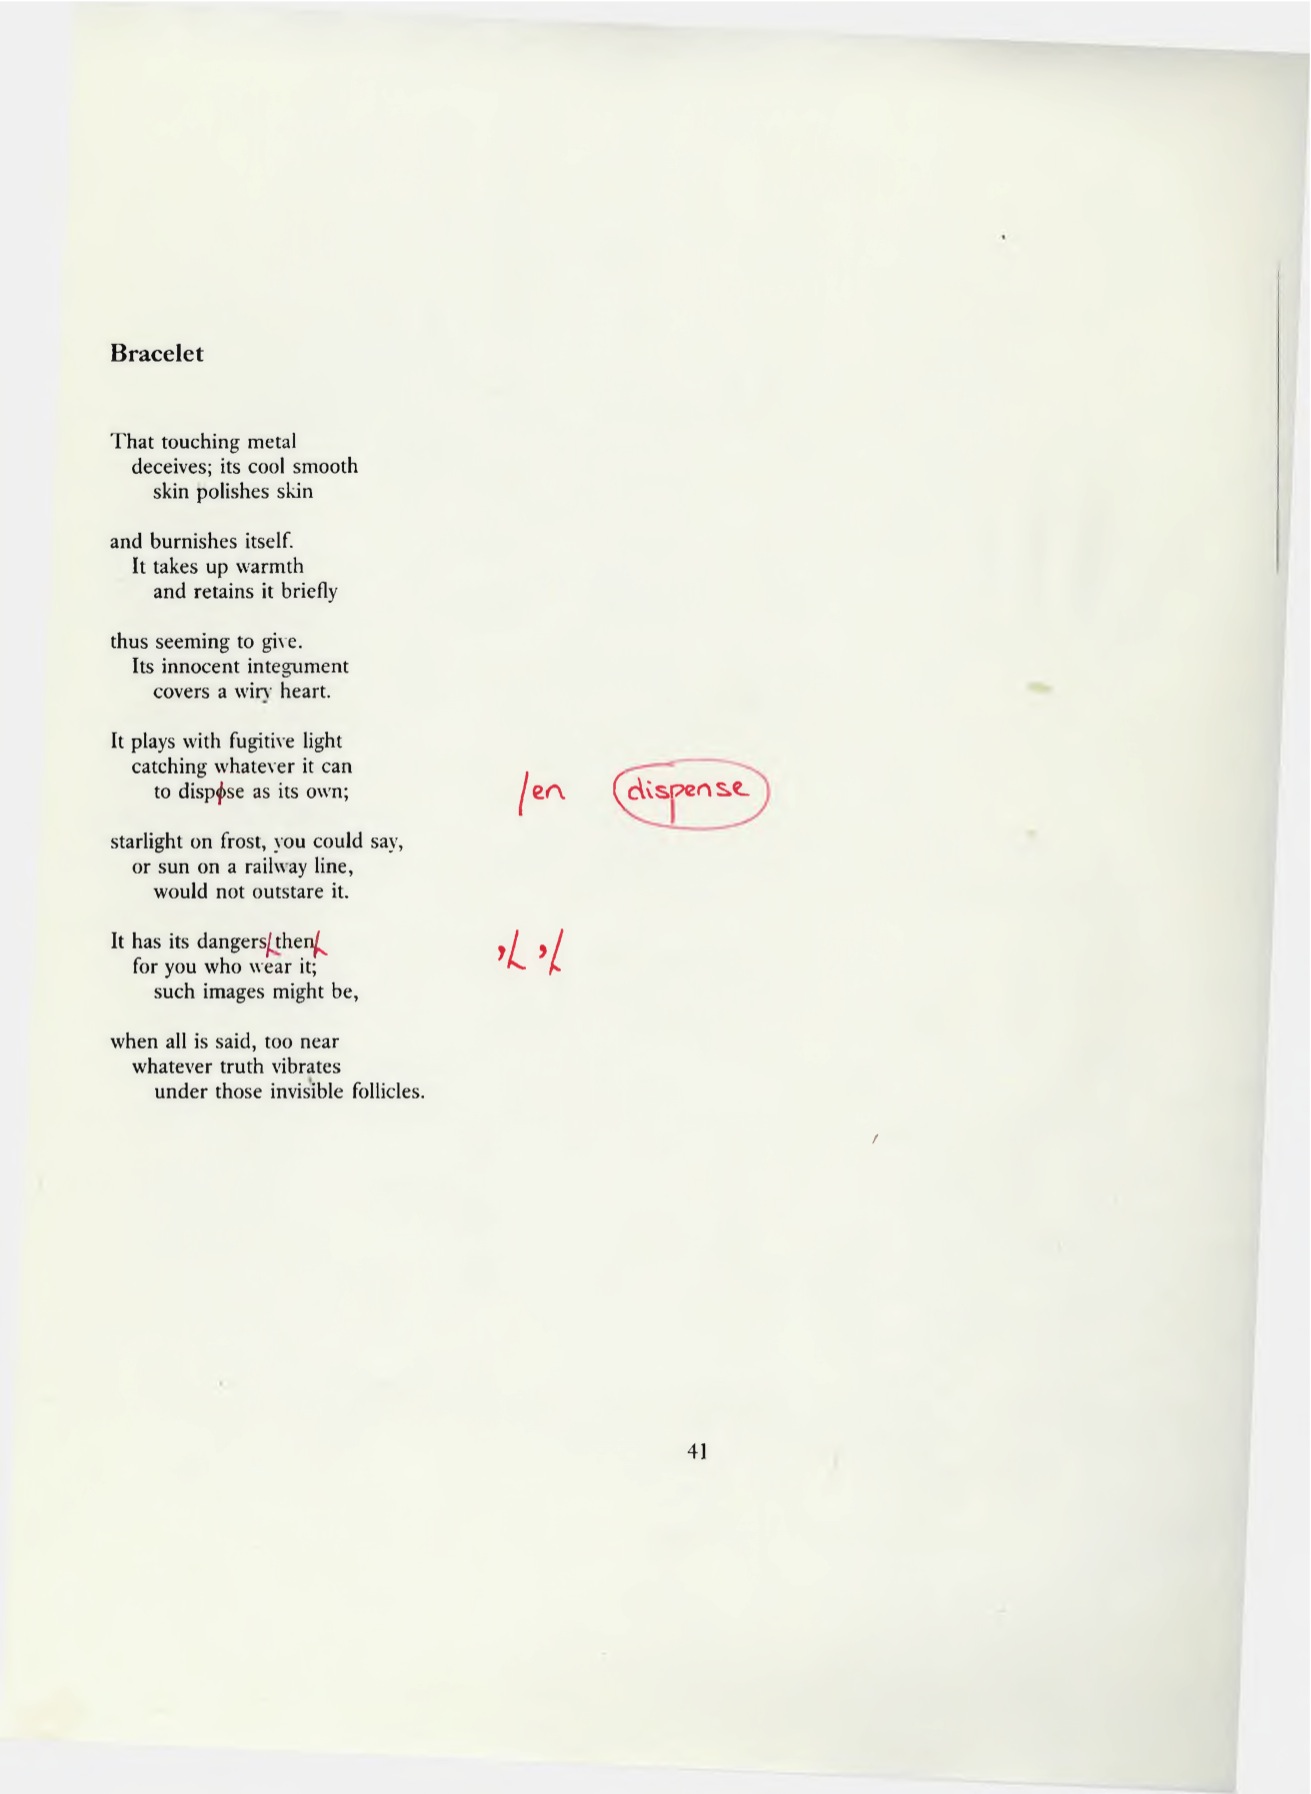 Bracelet
That touching metal
deceives; its cool smooth
skin polishes skin
and burnishes itself.
It takes up warmth
and retains it briefly
thus seeming to give.
Its innocent integument
covers a wiry heart.
It plays with fugitive light
catching whatever it can
to dispose as its own; /en dispense
starlight on frost, you could say,
or sun on a railway line,
would not outstare it.
It has its dangers then , ,
for you who wear it;
such images might be,
when all is said, too near
whatever truth vibrates
under those invisible follicles.
41